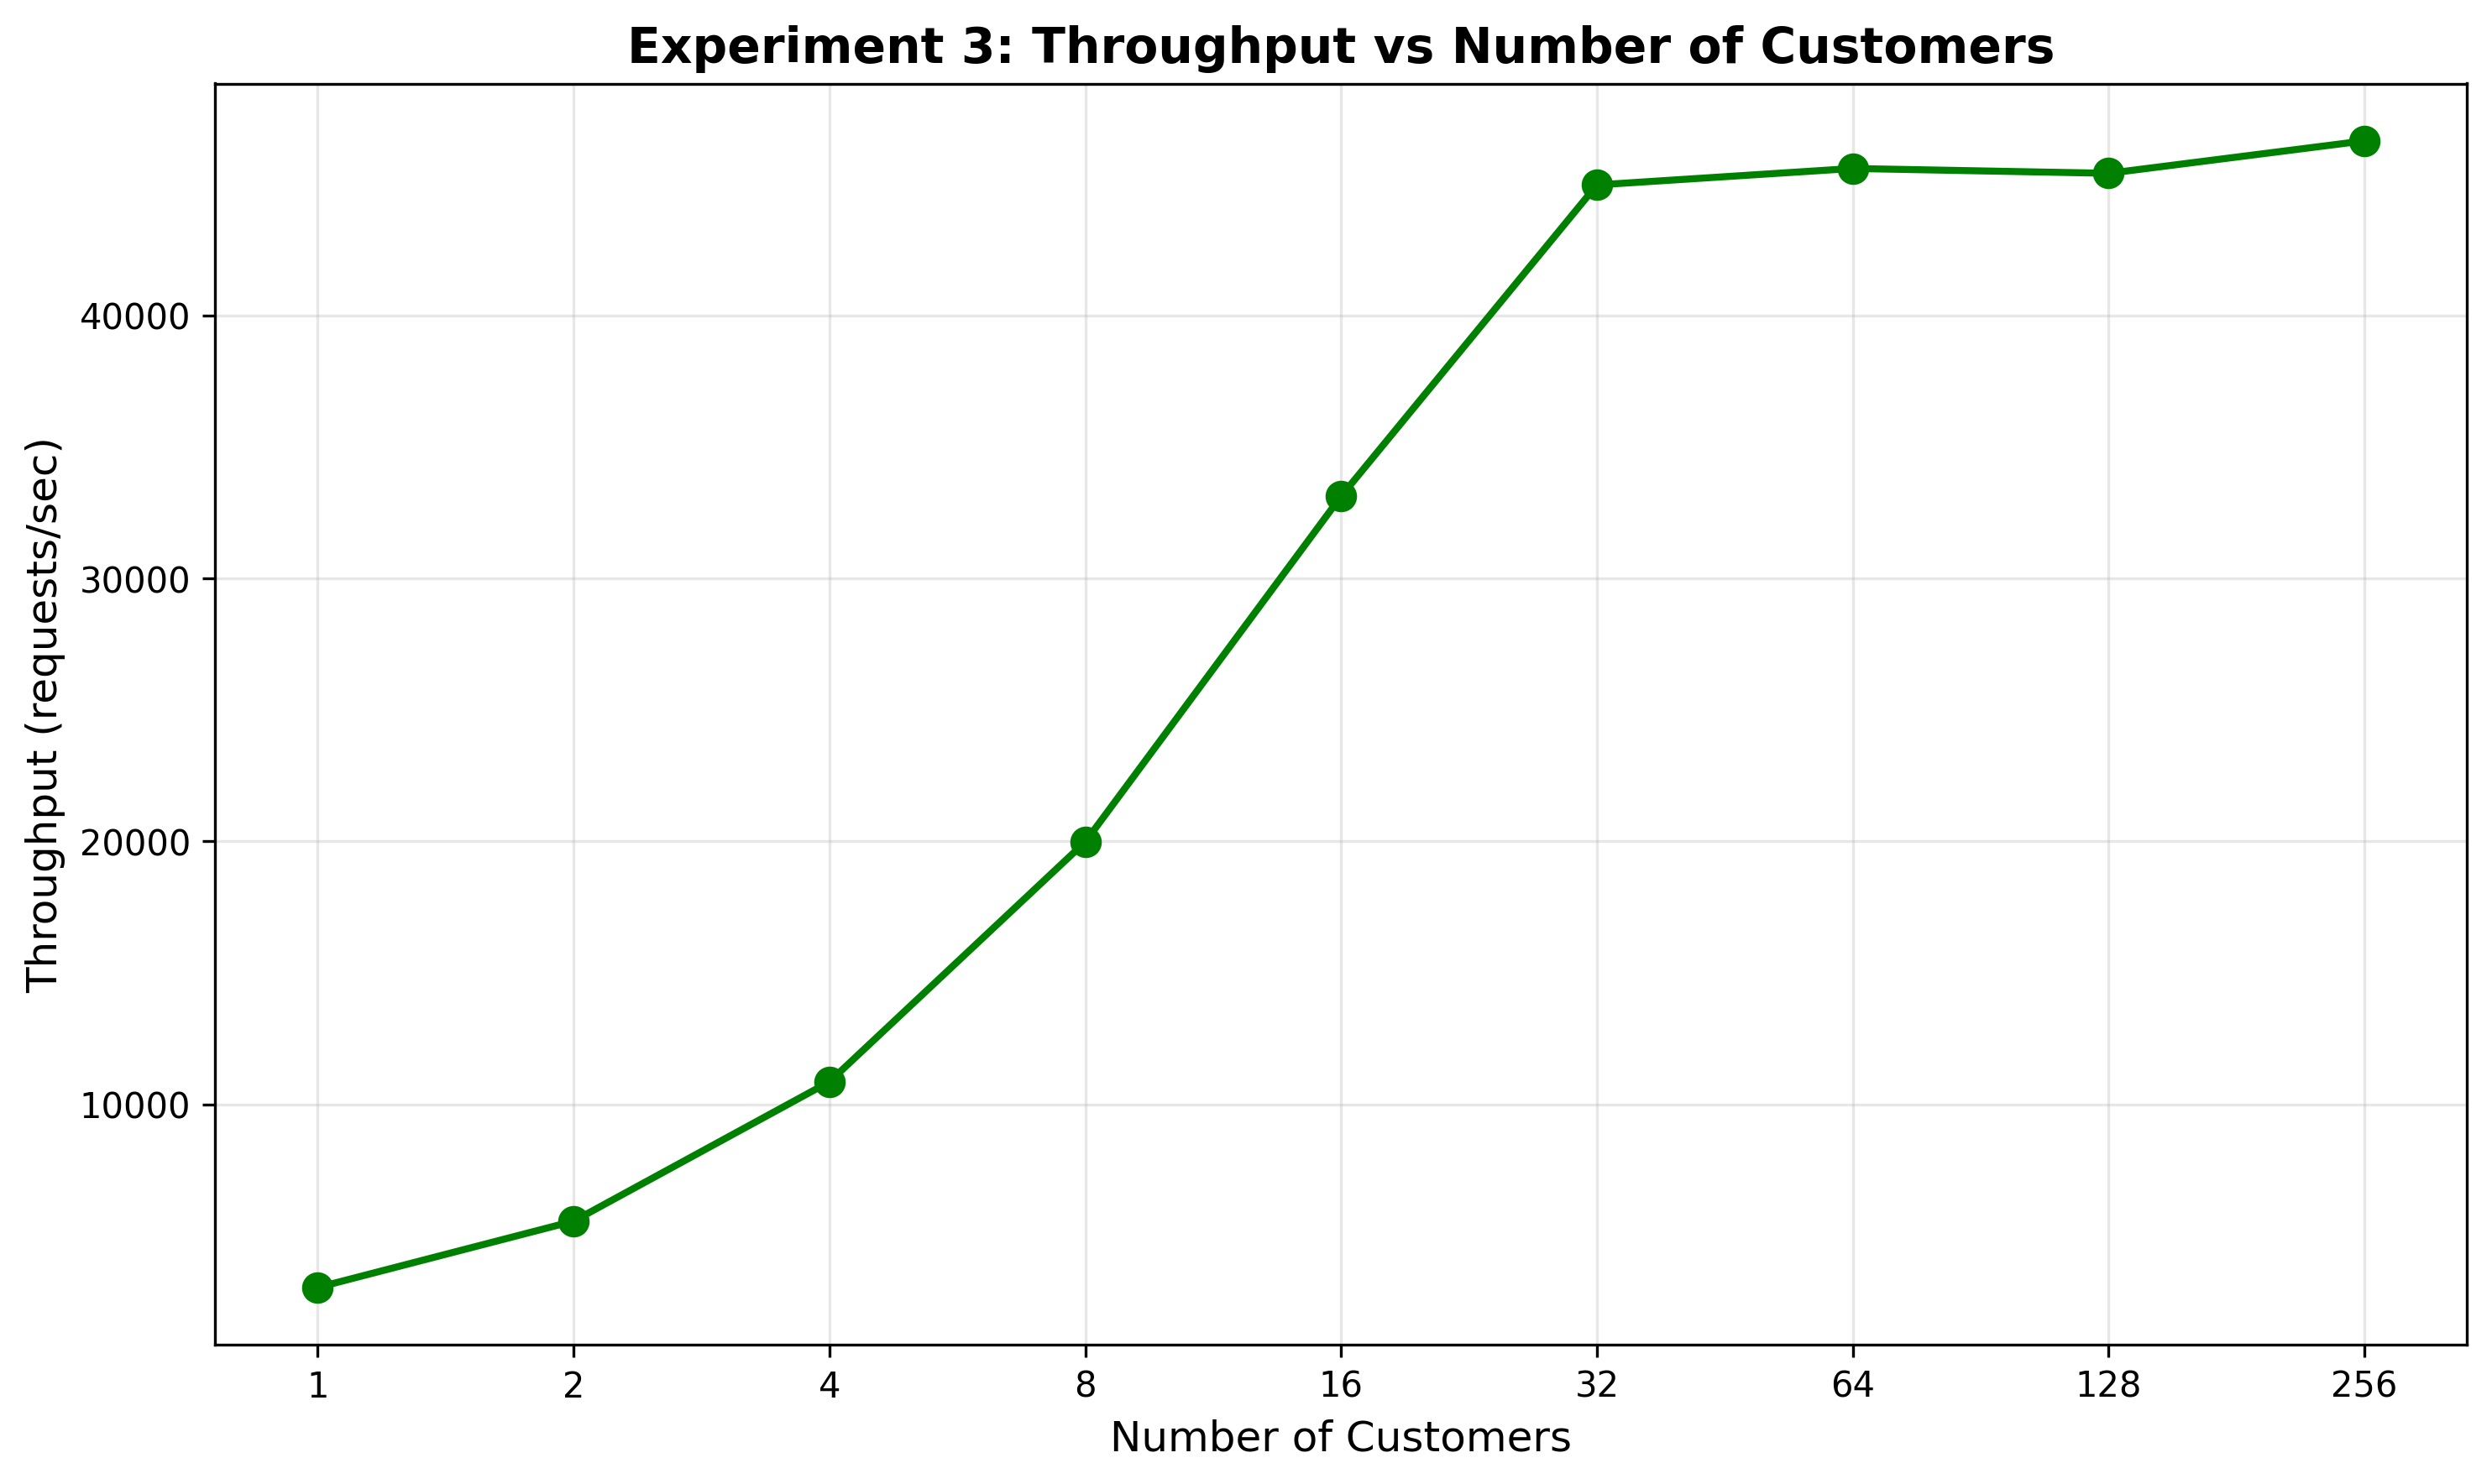 Experiment 3: Throughput vs Number of Customers
Throughput (requests/sec)
40000
30000
20000
10000
1 2 4 8 16 32 64 128 256
Number of Customers